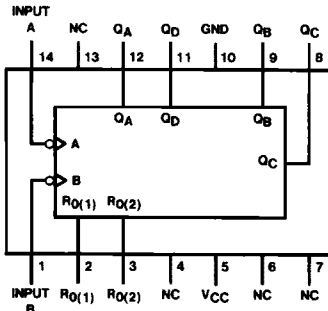 INPUT
A NC QA QD GND QB QC
14 13 12 11 10 9 8
QA QD QB
A
QC
B
R0(1) R0(2)
1 2 3 4 5 6 7
INPUT R0(1) R0(2) NC VCC NC NC
B